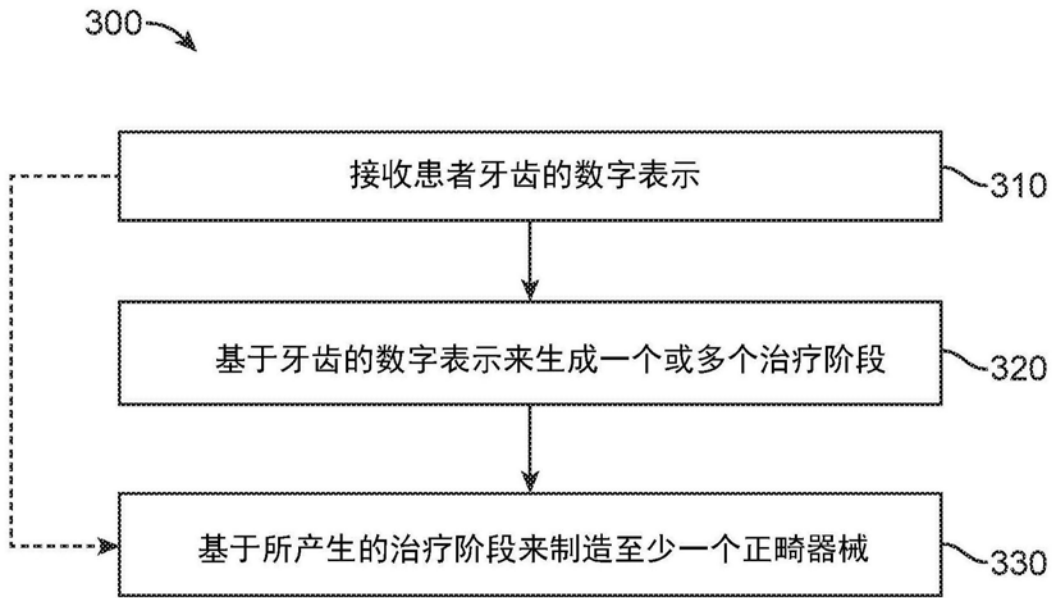 300
接收患者牙齿的数字表示
310
基于牙齿的数字表示来生成一个或多个治疗阶段
320
基于所产生的治疗阶段来制造至少一个正畸器械
330